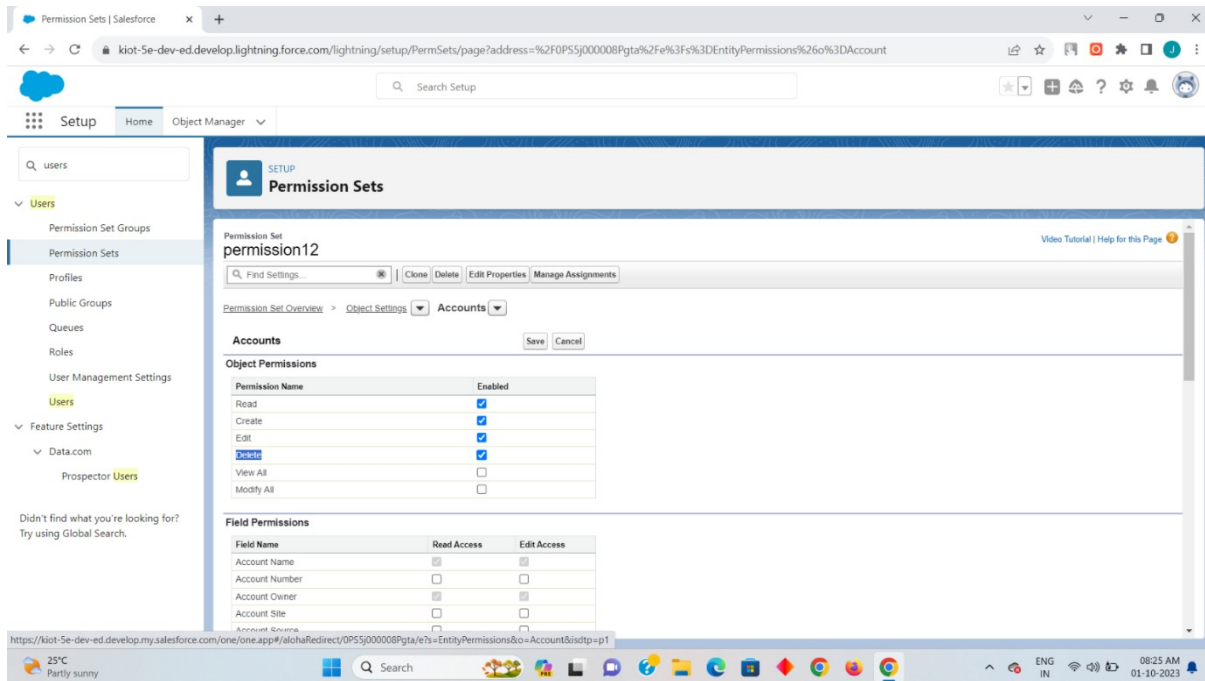 Permission Sets | Salesforce
kiot-5e-dev-ed.develop.lightning.force.com/lightning/setup/PermSets/page?address=%2F0PS5j000008Pgta%2Fe%3Fs%3DEntityPermissions%26o%3DAccount
J
Search Setup
Setup Home Object Manager
users
Users
Permission Set Groups
Permission Sets
Profiles
Public Groups
Queues
Roles
User Management Settings
Users
Feature Settings
Data.com
Prospector Users
Didn't find what you're looking for?
Try using Global Search.
SETUP
Permission Sets
Permission Set
permission12
Video Tutorial | Help for this Page
Find Settings... | Clone Delete Edit Properties Manage Assignments
Permission Set Overview > Object Settings Accounts
Accounts Save Cancel
Object Permissions
Permission Name Enabled
Read
Create
Edit
Delete
View All
Modify All
Field Permissions
Field Name Read Access Edit Access
Account Name
Account Number
Account Owner
Account Site
Account Source
https://kiot-5e-dev-ed.develop.my.salesforce.com/one/one.app#/alohaRedirect/0PS5j000008Pgta/e?s=EntityPermissions&o=Account&isdtp=p1
25°C
Partly sunny
Search
PRE
ENG
IN
08:25 AM
01-10-2023